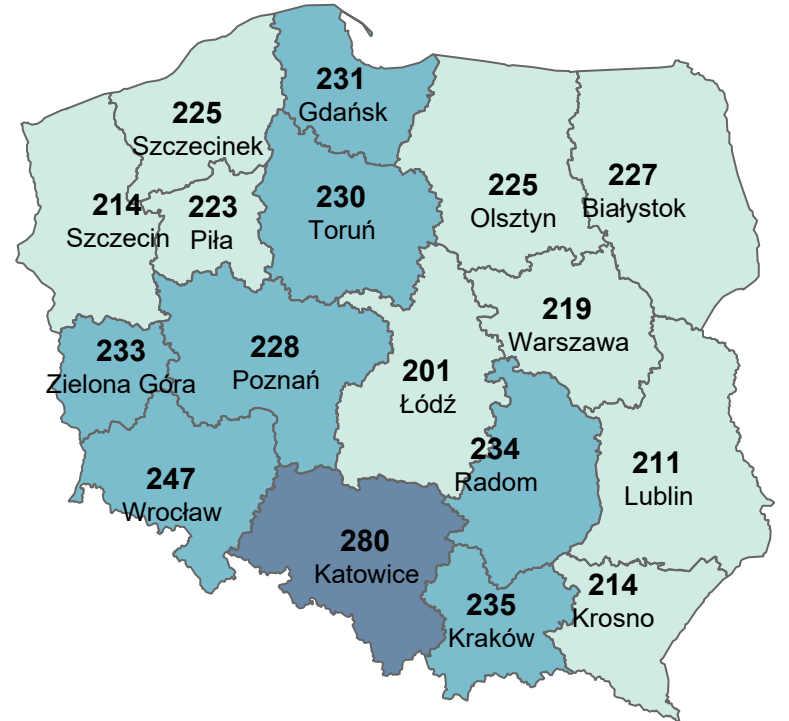 231
Gdańsk
225
Szczecinek
227
Białystok
225
Olsztyn
230
Toruń
214
Szczecin
223
Piła
219
Warszawa
233
Zielona Góra
228
Poznań
201
Łódź
234
Radom
211
Lublin
247
Wrocław
280
Katowice
214
Krosno
235
Kraków